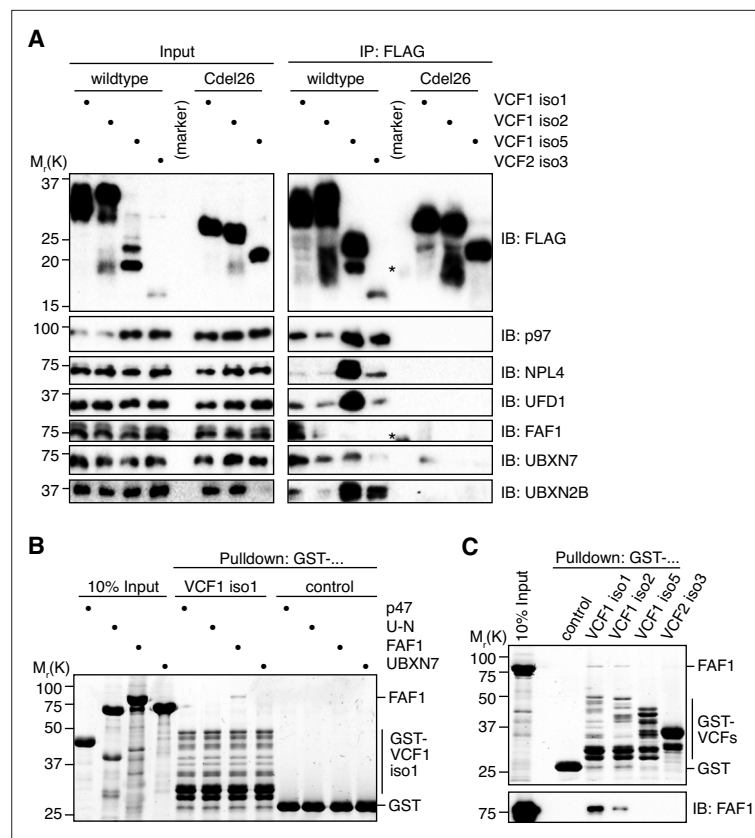 A
Input
IP: FLAG
wildtype
Cdel26
wildtype
Cdel26
(marker)
(marker)
VCF1 iso1
VCF1 iso2
VCF1 iso5
VCF2 iso3
Mr(K)
37
25
20
15
*
IB: FLAG
100
IB: p97
75
IB: NPL4
37
IB: UFD1
75
*
IB: FAF1
75
IB: UBXN7
37
IB: UBXN2B
B
Pulldown: GST-...
10% Input
VCF1 iso1
control
p47
U-N
FAF1
UBXN7
Mr(K)
100
75
50
37
25
FAF1
GST-
VCF1
iso1
GST
C
Pulldown: GST-...
10% Input
control
VCF1 iso1
VCF1 iso2
VCF1 iso5
VCF2 iso3
Mr(K)
100
75
50
37
25
FAF1
GST-
VCFs
GST
75
IB: FAF1